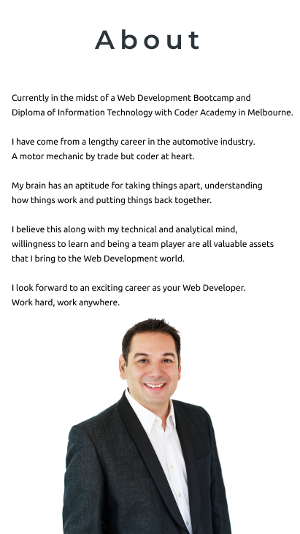 About
Currently in the midst of a Web Development Bootcamp and
Diploma of Information Technology with Coder Academy in Melbourne.
I have come from a lengthy career in the automotive industry.
A motor mechanic by trade but coder at heart.
My brain has an aptitude for taking things apart, understanding
how things work and putting things back together.
I believe this along with my technical and analytical mind,
willingness to learn and being a team player are all valuable assets
that I bring to the Web Development world.
I look forward to an exciting career as your Web Developer.
Work hard, work anywhere.